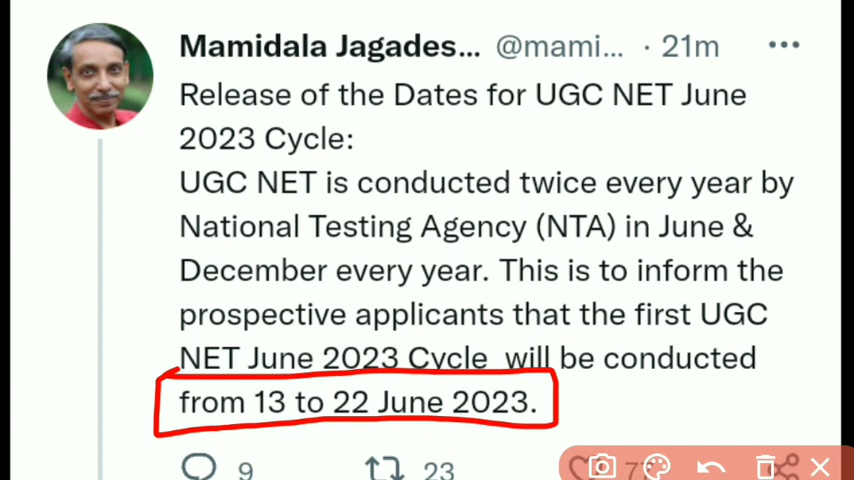 Mamidala Jagades... @mami... · 21m
Release of the Dates for UGC NET June
2023 Cycle:
UGC NET is conducted twice every year by
National Testing Agency (NTA) in June &
December every year. This is to inform the
prospective applicants that the first UGC
NET June 2023 Cycle will be conducted
from 13 to 22 June 2023.
9 23